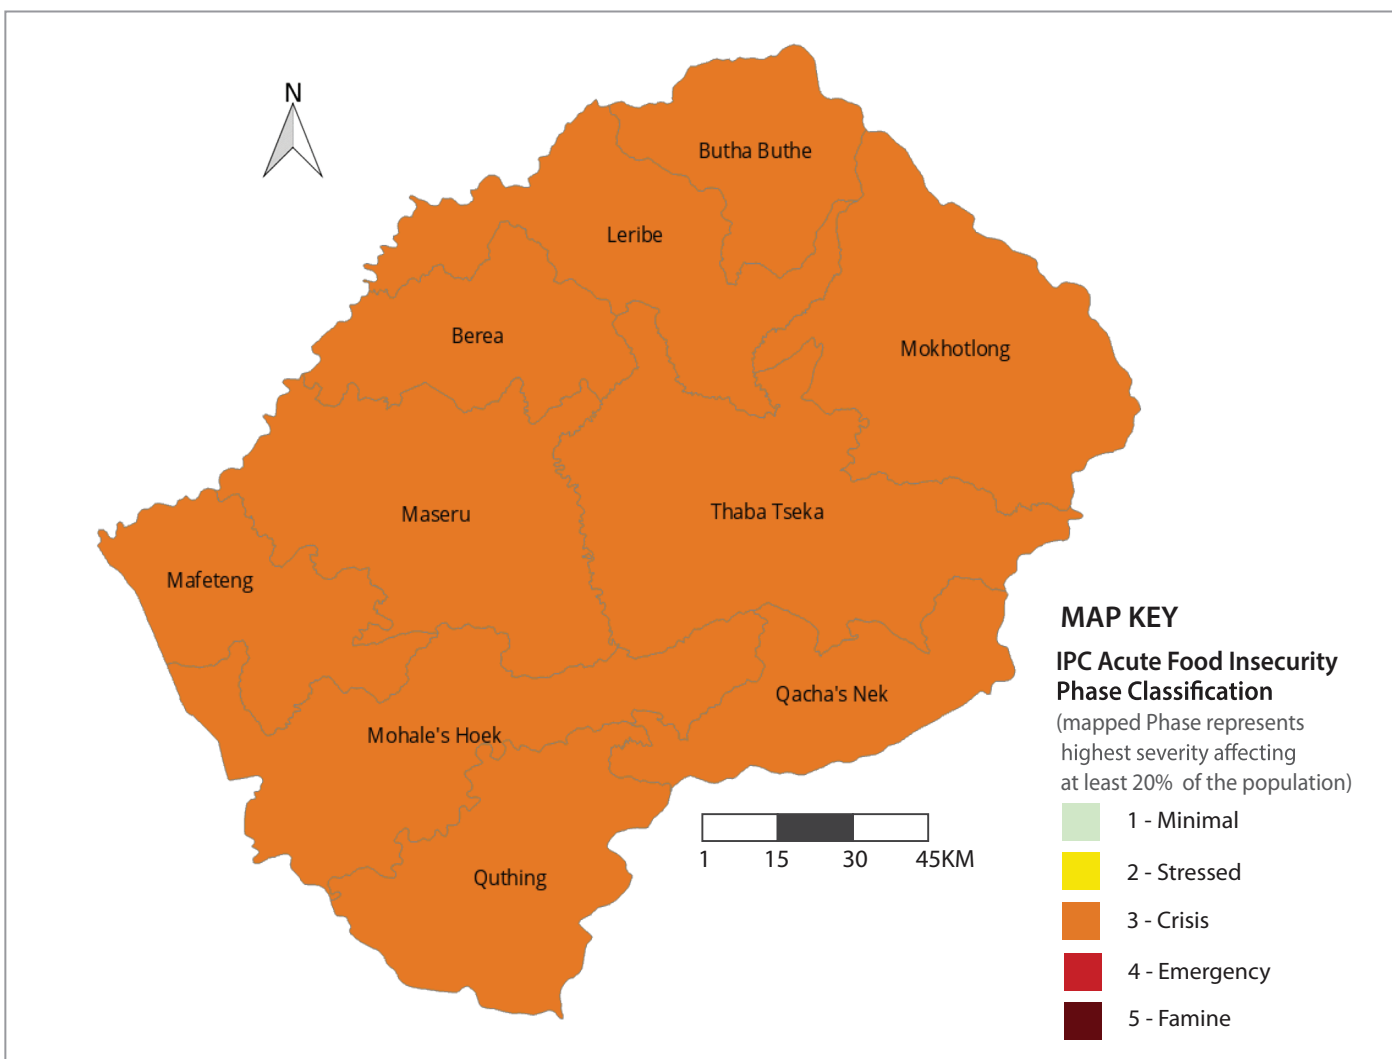 N
Butha Buthe
Leribe
Berea
Mokhotlong
Maseru
Thaba Tseka
Mafeteng
Qacha's Nek
Mohale's Hoek
Quthing
1 15 30 45KM
MAP KEY
IPC Acute Food Insecurity
Phase Classification
(mapped Phase represents
highest severity affecting
at least 20% of the population)
1 - Minimal
2 - Stressed
3 - Crisis
4 - Emergency
5 - Famine